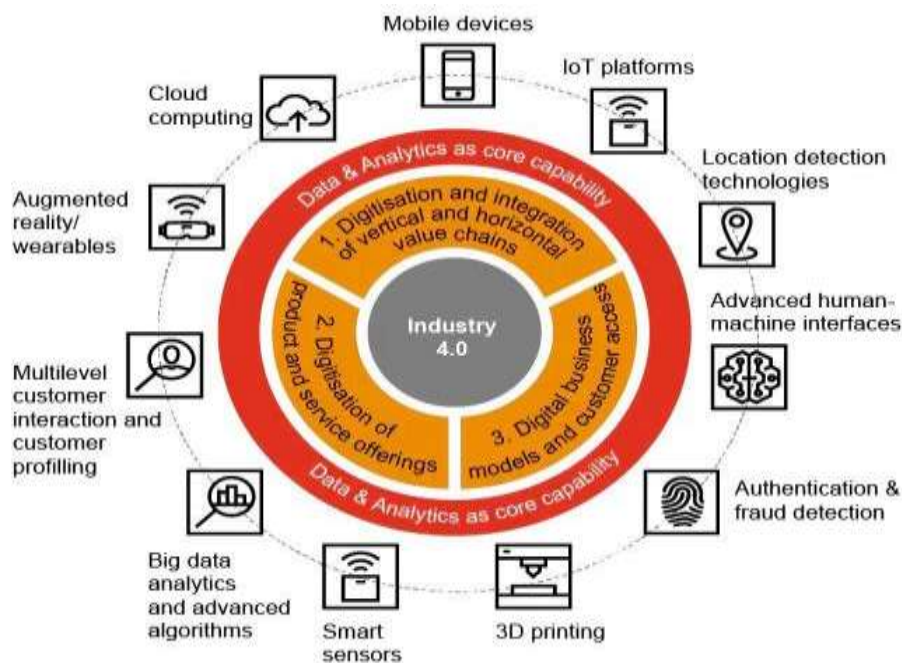 Mobile devices
IoT platforms
Cloud
computing
Location detection
technologies
Data & Analytics as core capability
1. Digitisation and integration
of vertical and horizontal
value chains
Augmented
reality/
wearables
Advanced human-
machine interfaces
Industry
4.0
2. Digitisation of
product and service offerings
3. Digital business
models and customer access
Multilevel
customer
interaction and
customer
profilling
Data & Analytics as core capability
Authentication &
fraud detection
Big data
analytics
and advanced
algorithms
Smart
sensors
3D printing